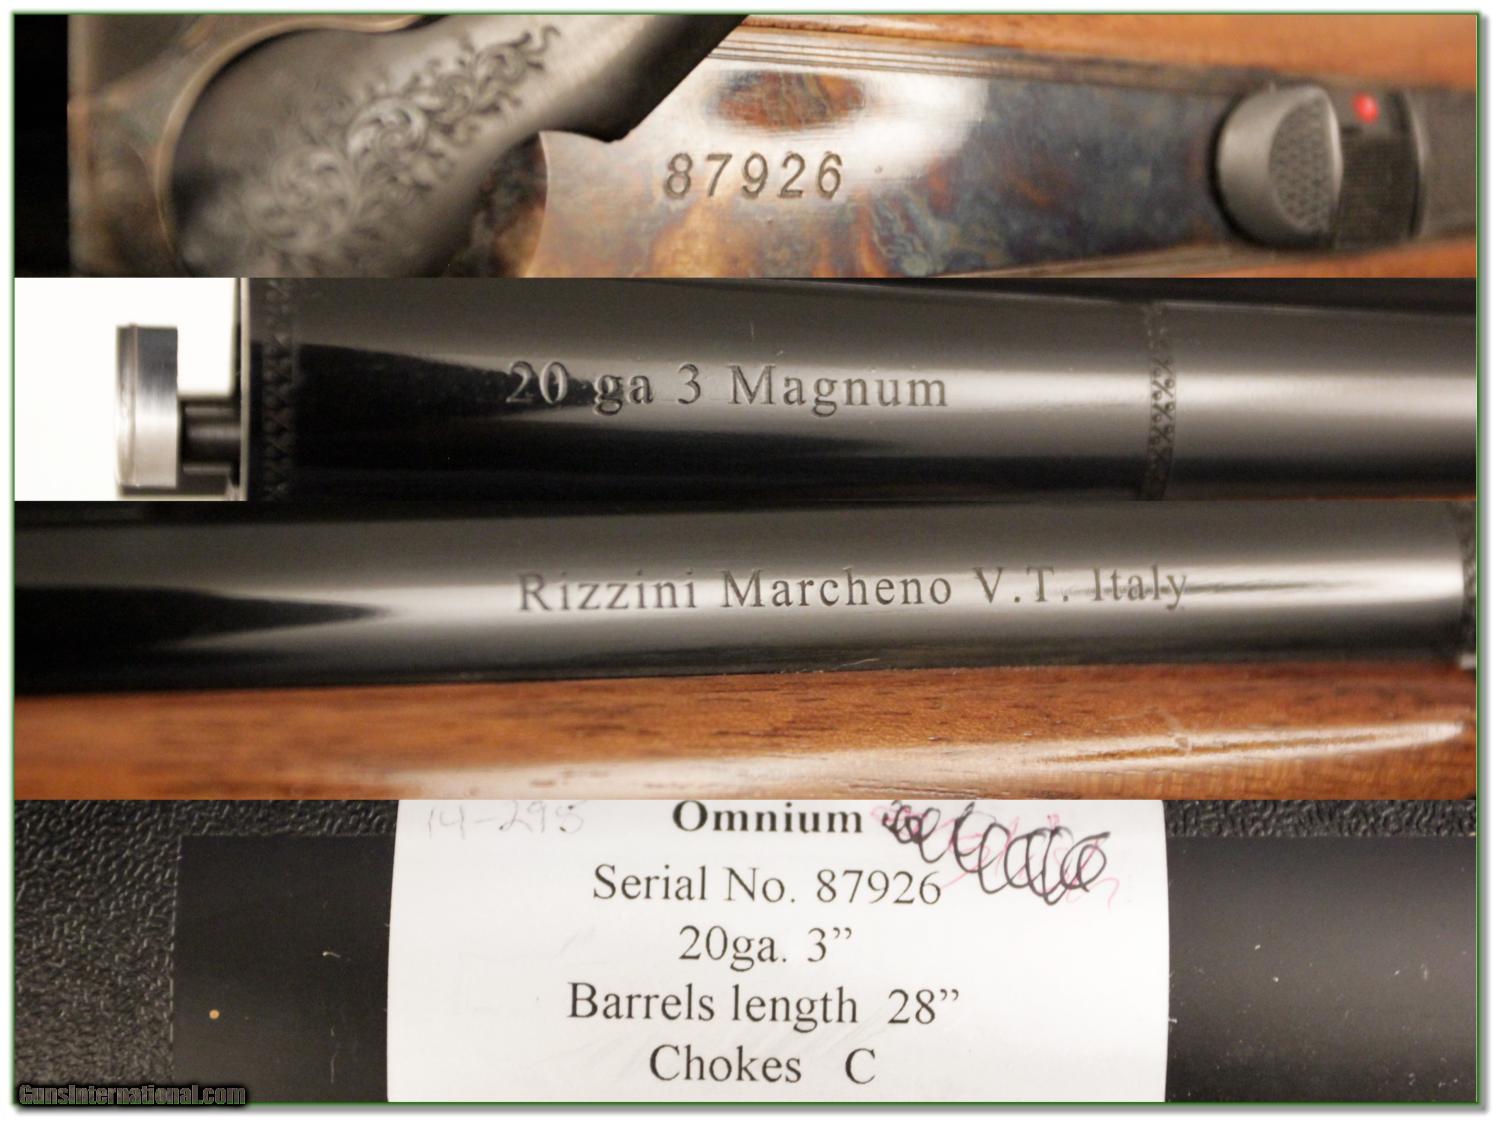 87926
20 ga 3 Magnum
Rizzini Marcheno V.T. Italy
14-295
Omnium
Serial No. 87926
20ga. 3”
Barrels length 28”
Chokes C
GunsInternational.com